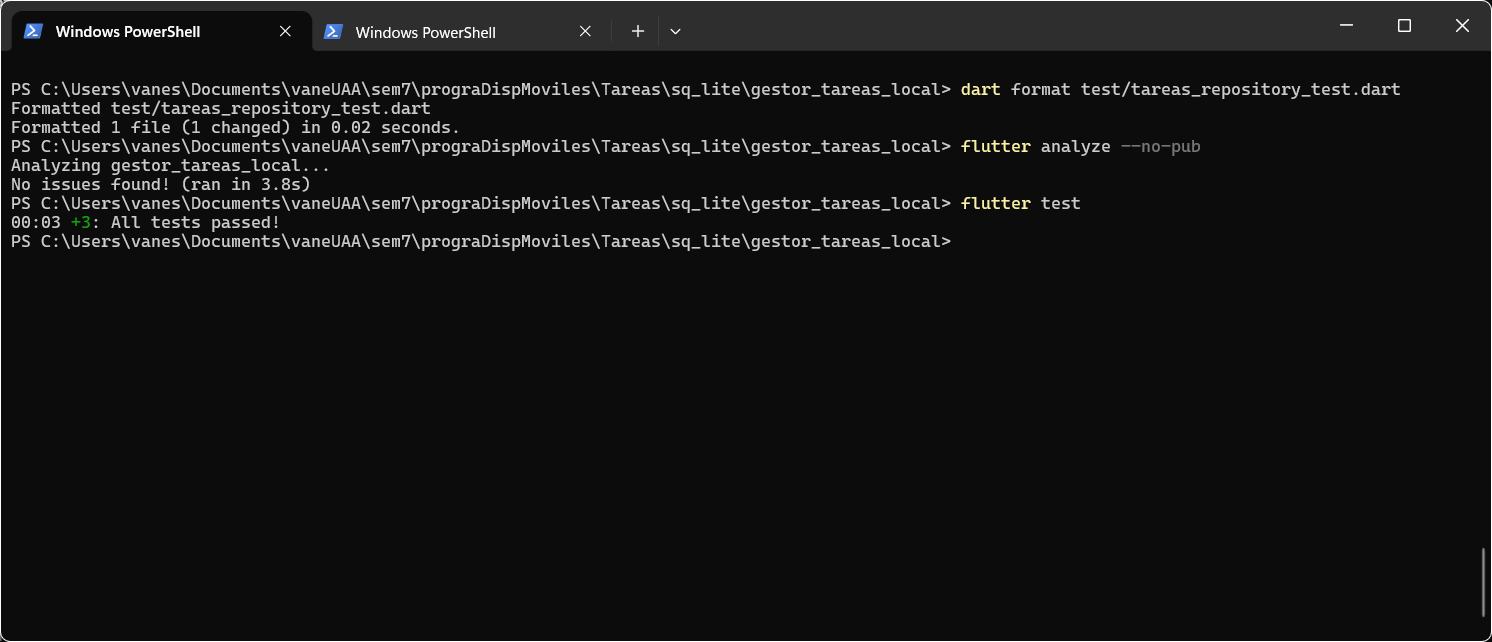 Windows PowerShell
Windows PowerShell
PS C:\Users\vanes\Documents\vaneUAA\sem7\prograDispMoviles\Tareas\sq_lite\gestor_tareas_local> dart format test/tareas_repository_test.dart
Formatted test/tareas_repository_test.dart
Formatted 1 file (1 changed) in 0.02 seconds.
PS C:\Users\vanes\Documents\vaneUAA\sem7\prograDispMoviles\Tareas\sq_lite\gestor_tareas_local> flutter analyze --no-pub
Analyzing gestor_tareas_local...
No issues found! (ran in 3.8s)
PS C:\Users\vanes\Documents\vaneUAA\sem7\prograDispMoviles\Tareas\sq_lite\gestor_tareas_local> flutter test
00:03 +3: All tests passed!
PS C:\Users\vanes\Documents\vaneUAA\sem7\prograDispMoviles\Tareas\sq_lite\gestor_tareas_local>